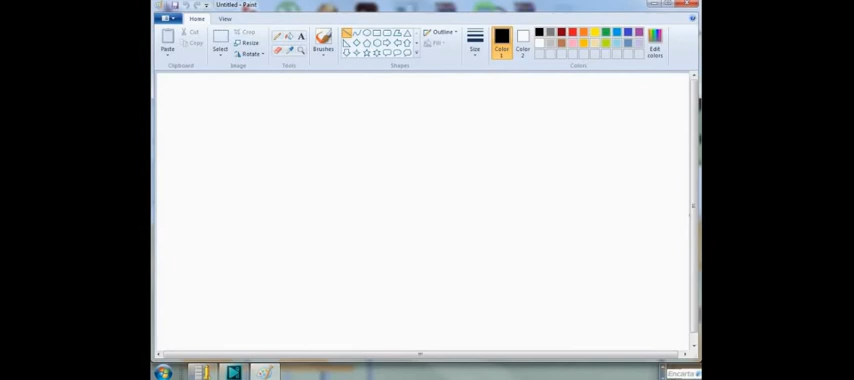 Untitled - Paint
Home View
Paste
Cut
Copy
Clipboard
Select
Crop
Resize
Rotate
Image
A
Tools
Brushes
Shapes
Outline
Fill
Size
Color 1
Color 2
Edit colors
Colors
Encarta